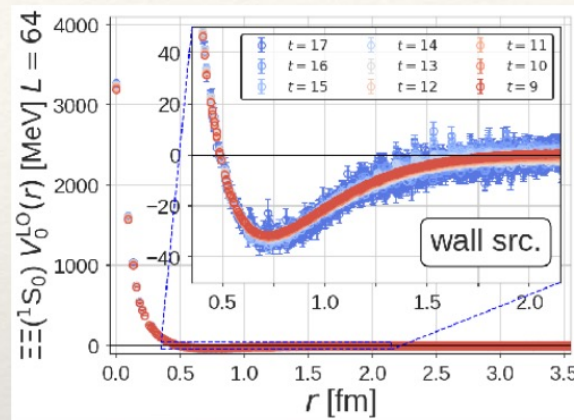 ΞΞ(¹S₀) V₀ᴸᴼ(r) [MeV] L = 64
4000
3000
2000
1000
0
40
20
0
−20
−40
t = 17 t = 14 t = 11
t = 16 t = 13 t = 10
t = 15 t = 12 t = 9
wall src.
0.5 1.0 1.5 2.0
0.0 0.5 1.0 1.5 2.0 2.5 3.0 3.5
r [fm]